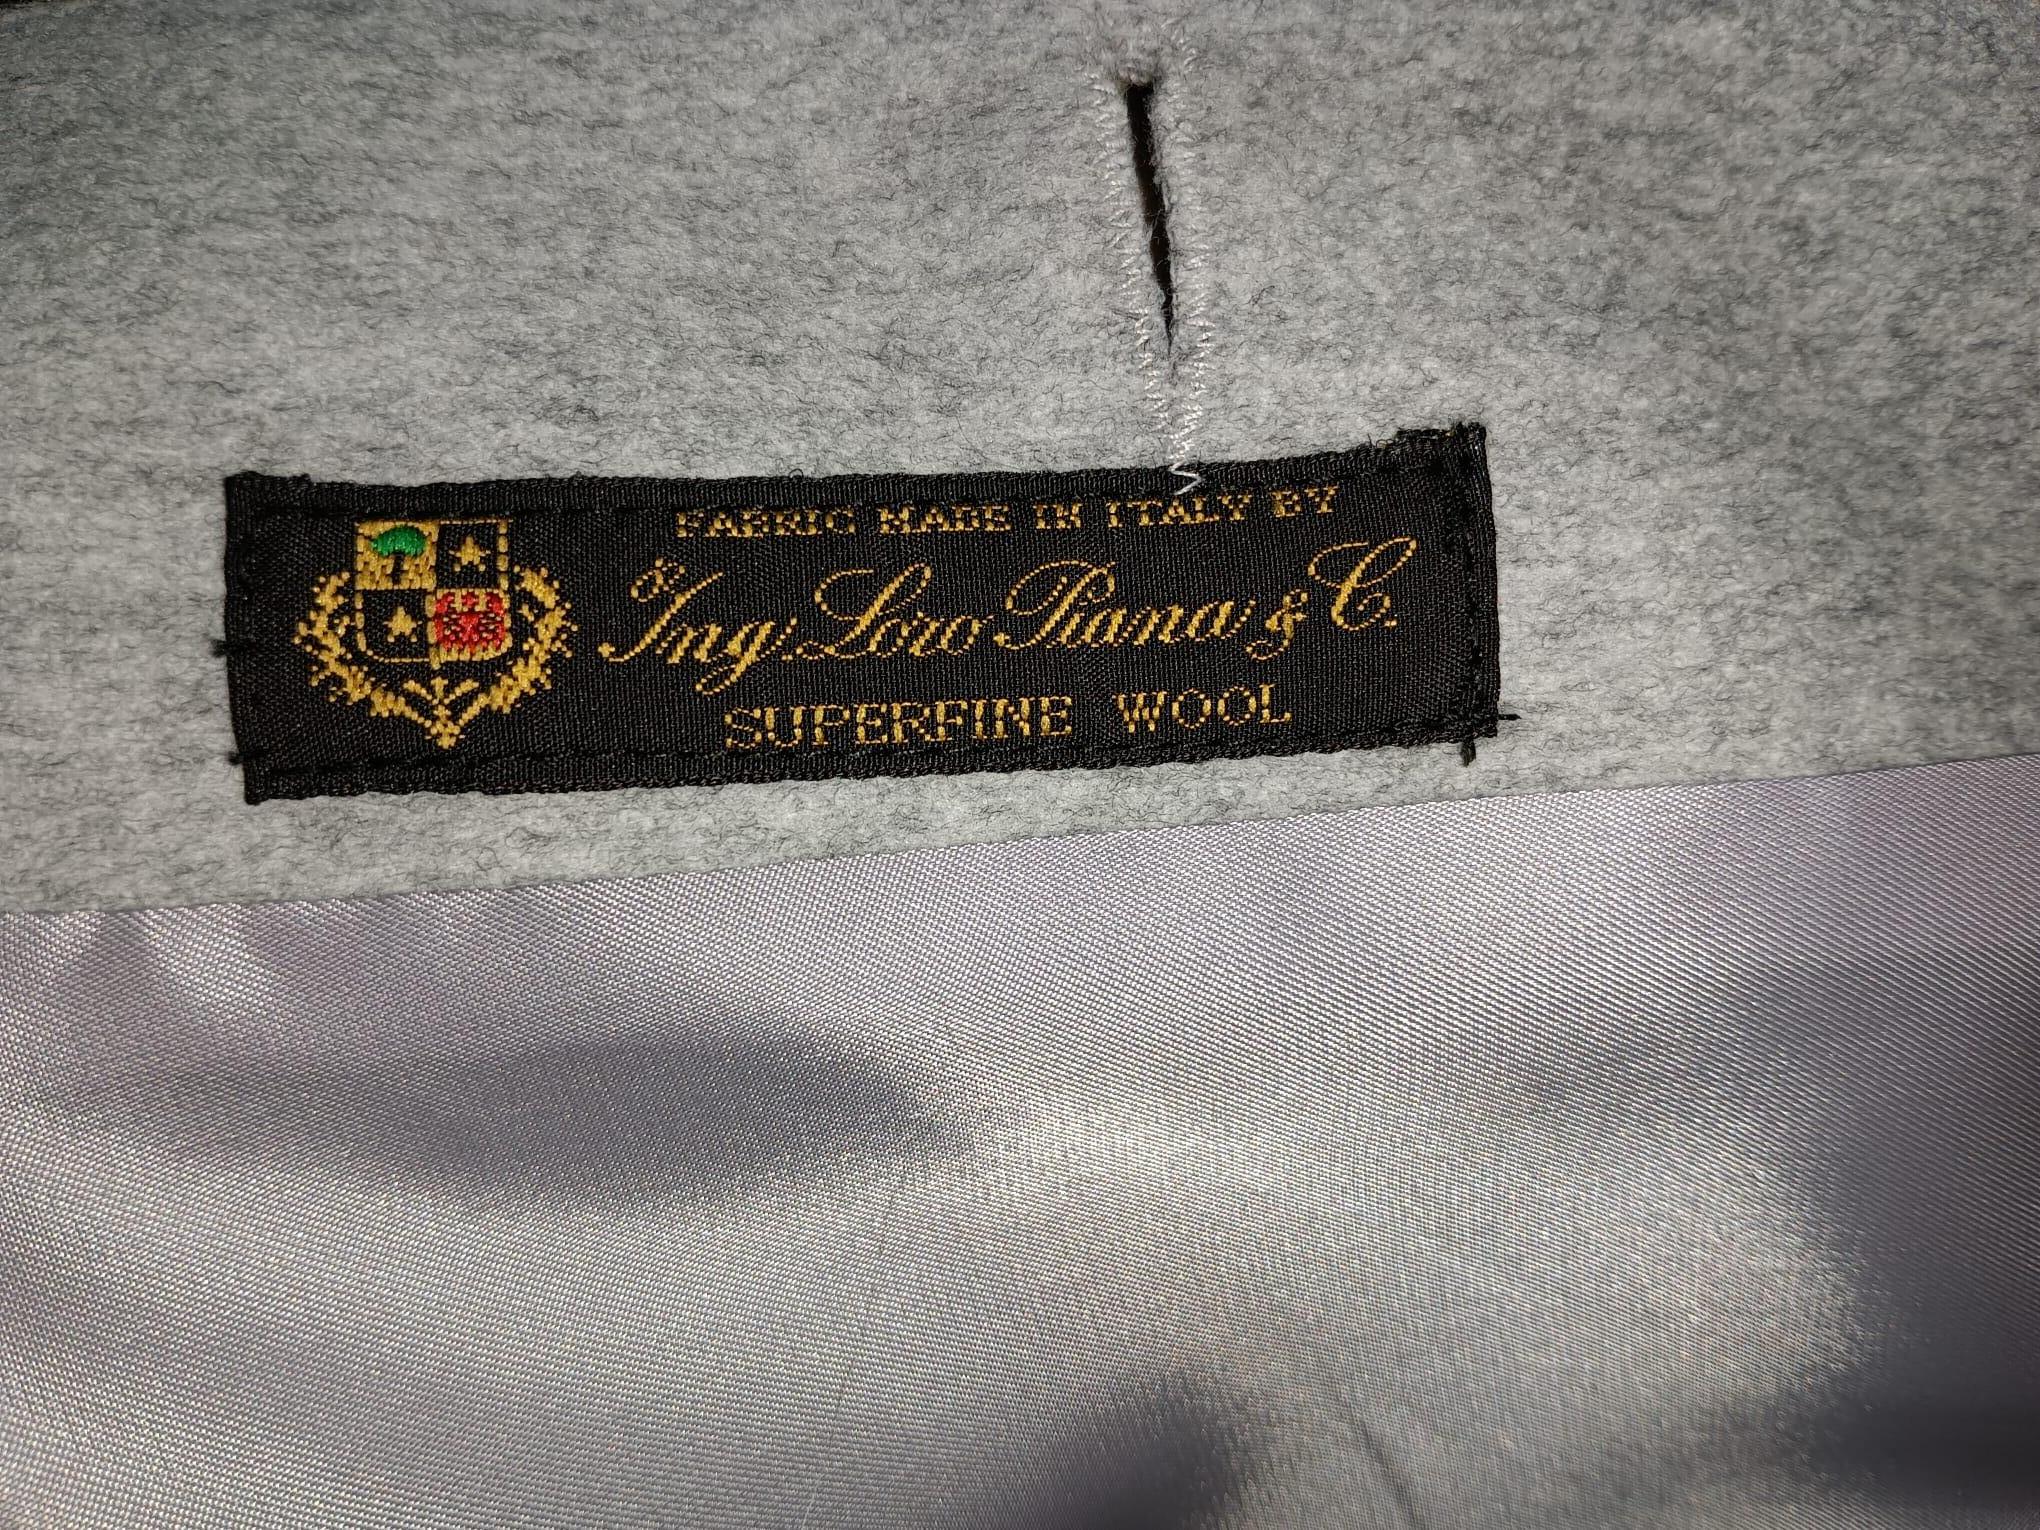 FABRIC MADE IN ITALY BY
Ing. Loro Piana & C.
SUPERFINE WOOL